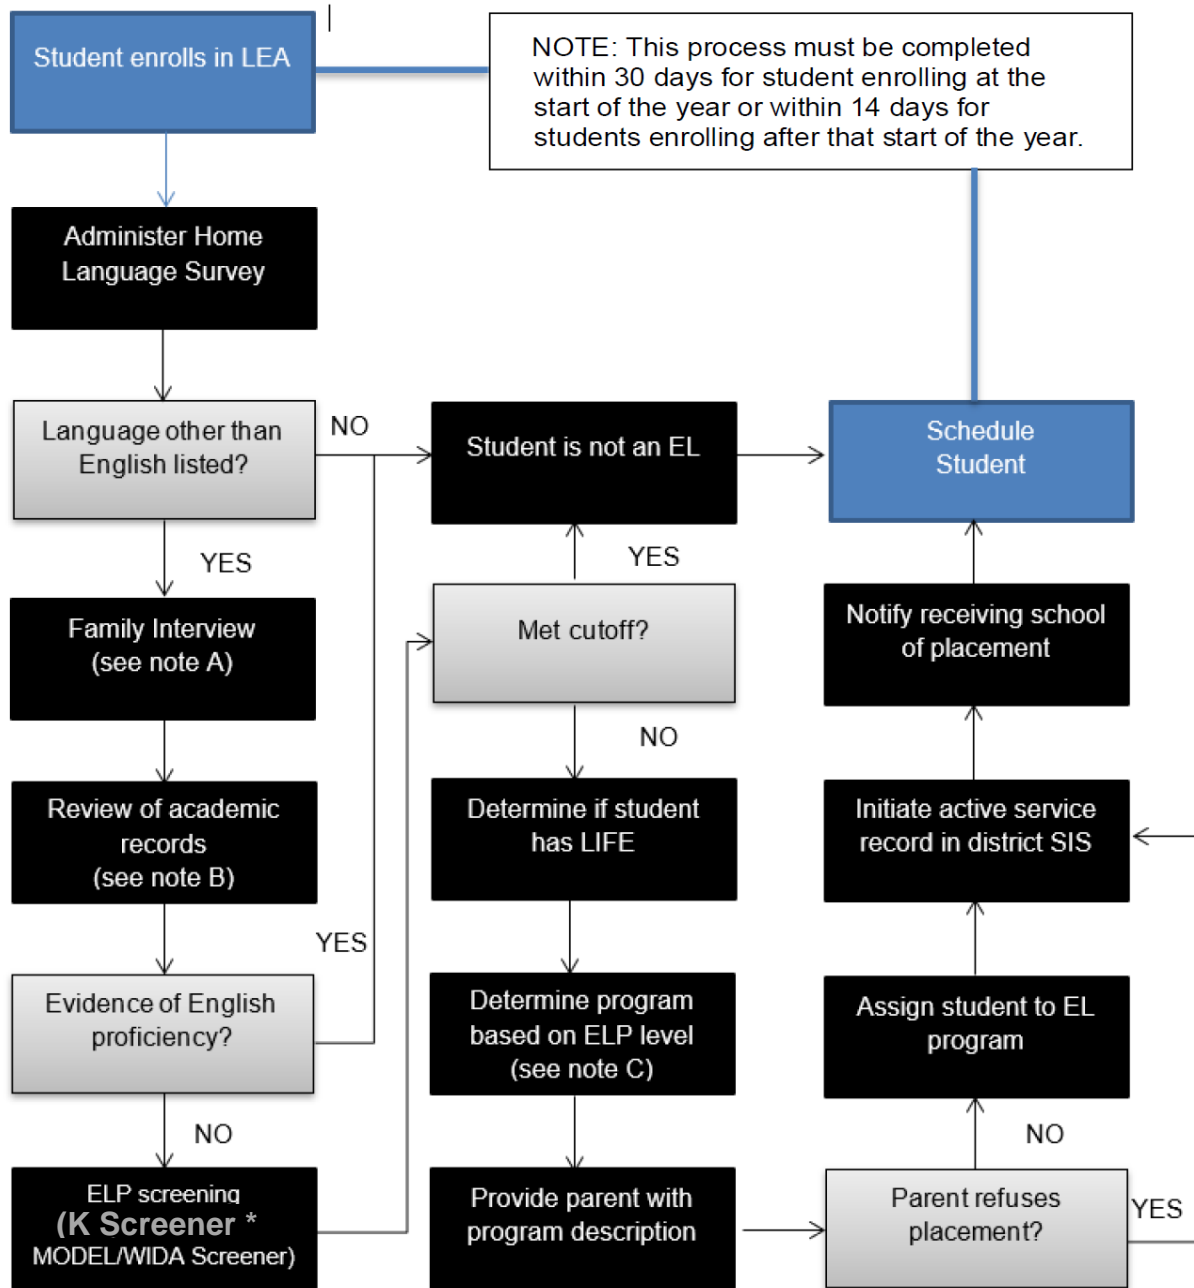 Student enrolls in LEA
NOTE: This process must be completed
within 30 days for student enrolling at the
start of the year or within 14 days for
students enrolling after that start of the year.
Administer Home
Language Survey
Language other than
English listed?
NO
Student is not an EL
Schedule
Student
YES
YES
Family Interview
(see note A)
Met cutoff?
Notify receiving school
of placement
NO
Review of academic
records
(see note B)
Determine if student
has LIFE
Initiate active service
record in district SIS
YES
Evidence of English
proficiency?
Determine program
based on ELP level
(see note C)
Assign student to EL
program
NO
NO
ELP screening
(K Screener *
MODEL/WIDA Screener)
Provide parent with
program description
Parent refuses
placement?
YES